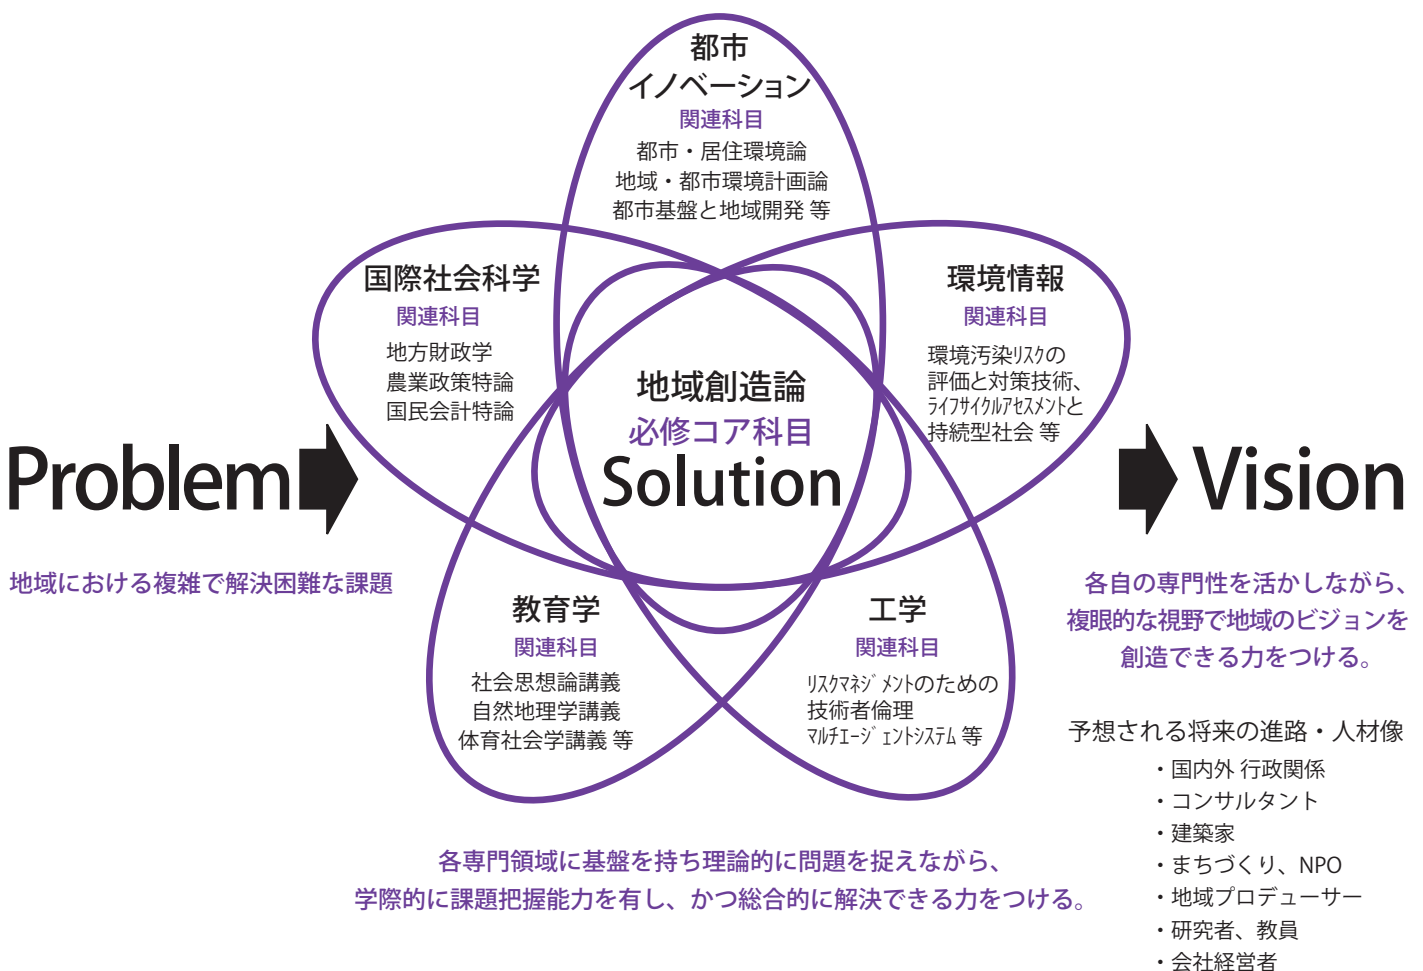 都市
イノベーション
関連科目
都市・居住環境論
地域・都市環境計画論
都市基盤と地域開発 等
国際社会科学
関連科目
地方財政学
農業政策特論
国民会計特論
環境情報
関連科目
環境汚染ﾘｽｸの
評価と対策技術、
ﾗｲﾌｻｲｸﾙｱｾｽﾒﾝﾄと
持続型社会 等
地域創造論
必修コア科目
Solution
Problem
地域における複雑で解決困難な課題
Vision
各自の専門性を活かしながら、
複眼的な視野で地域のビジョンを
創造できる力をつける。
教育学
関連科目
社会思想論講義
自然地理学講義
体育社会学講義 等
工学
関連科目
ﾘｽｸﾏﾈｼﾞﾒﾝﾄのための
技術者倫理
ﾏﾙﾁｴｰｼﾞｪﾝﾄｼｽﾃﾑ 等
予想される将来の進路・人材像
・国内外 行政関係
・コンサルタント
・建築家
・まちづくり、NPO
・地域プロデューサー
・研究者、教員
・会社経営者
各専門領域に基盤を持ち理論的に問題を捉えながら、
学際的に課題把握能力を有し、かつ総合的に解決できる力をつける。